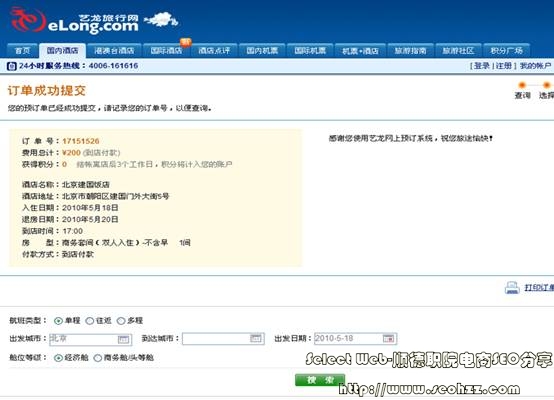 艺龙旅行网
eLong.com
首页 国内酒店 港澳台酒店 国际酒店 酒店点评 国内机票 国际机票 机票+酒店 旅游指南 旅游社区 积分广场
24小时服务热线：4006-161616 [登录 | 注册] 我的帐户
订单成功提交
查询 选择
您的预订单已经成功提交，请记录您的订单号，以便查询。
订 单 号：17151526
感谢您使用艺龙网上预订系统，祝您旅途愉快！
费用总计：¥200 (到店付款)
获得积分：0 结帐离店后3个工作日，积分将计入您的账户
酒店名称：北京建国饭店
酒店地址：北京市朝阳区建国门外大街5号
入住日期：2010年5月18日
退房日期：2010年5月20日
到店时间：17:00
房 型：商务套间（双人入住）-不含早 1间
付款方式：到店付款
打印订单
航班类型： 单程 往返 多程
出发城市：北京 到达城市： 出发日期：2010-5-18
舱位等级： 经济舱 商务舱/头等舱
Select Web-顺德职院电商SEO分享
搜 索
http://www.seohzz.com